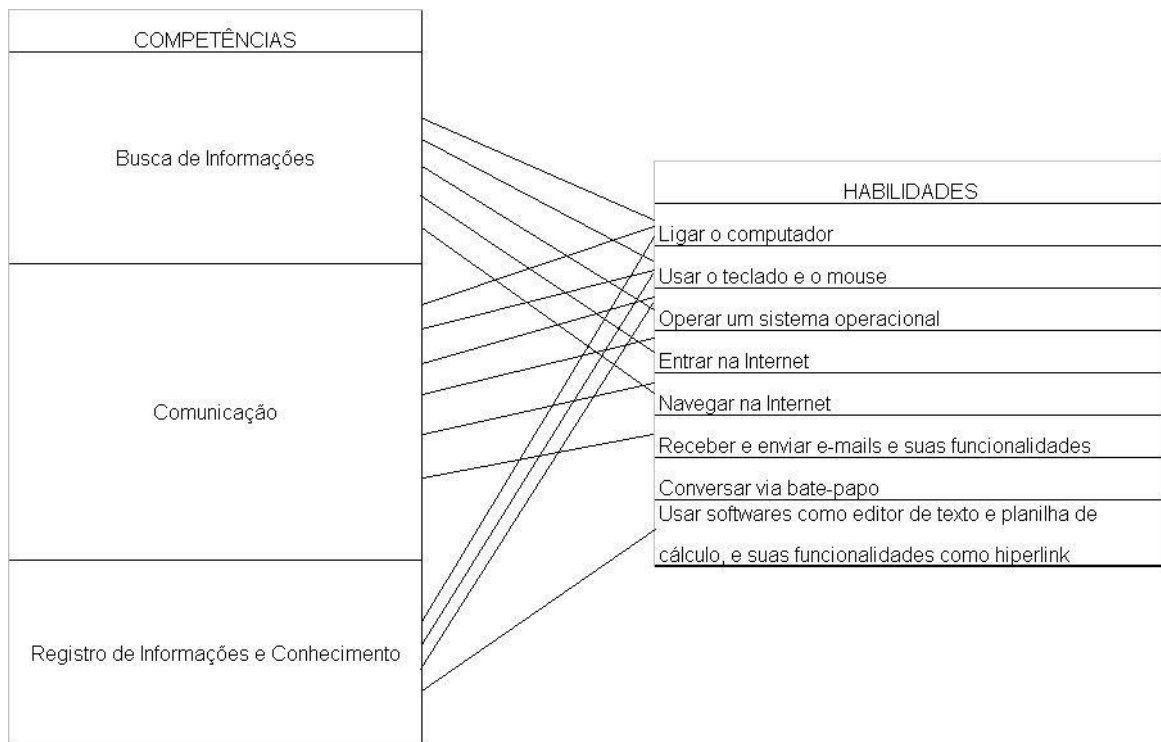 COMPETÊNCIAS
Busca de Informações
Comunicação
Registro de Informações e Conhecimento
HABILIDADES
Ligar o computador
Usar o teclado e o mouse
Operar um sistema operacional
Entrar na Internet
Navegar na Internet
Receber e enviar e-mails e suas funcionalidades
Conversar via bate-papo
Usar softwares como editor de texto e planilha de
cálculo, e suas funcionalidades como hiperlink